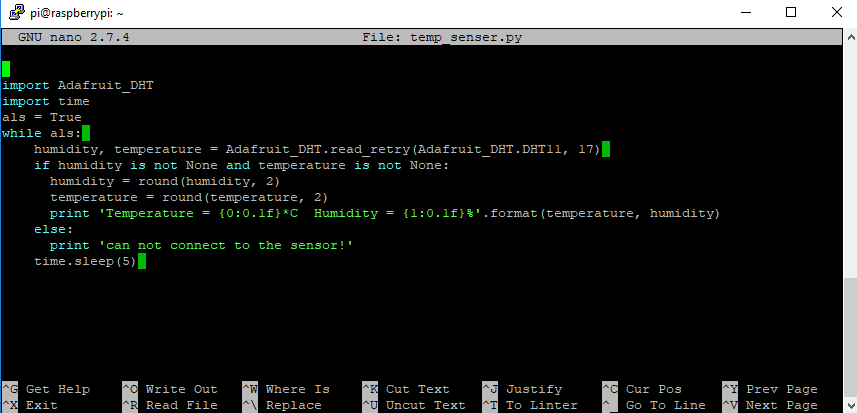 pi@raspberrypi: ~
GNU nano 2.7.4 File: temp_senser.py
import Adafruit_DHT
import time
als = True
while als:
    humidity, temperature = Adafruit_DHT.read_retry(Adafruit_DHT.DHT11, 17)
    if humidity is not None and temperature is not None:
      humidity = round(humidity, 2)
      temperature = round(temperature, 2)
      print 'Temperature = {0:0.1f}*C  Humidity = {1:0.1f}%'.format(temperature, humidity)
    else:
      print 'can not connect to the sensor!'
    time.sleep(5)
^G Get Help ^O Write Out ^W Where Is ^K Cut Text ^J Justify ^C Cur Pos ^Y Prev Page
^X Exit ^R Read File ^\ Replace ^U Uncut Text ^T To Linter ^_ Go To Line ^V Next Page